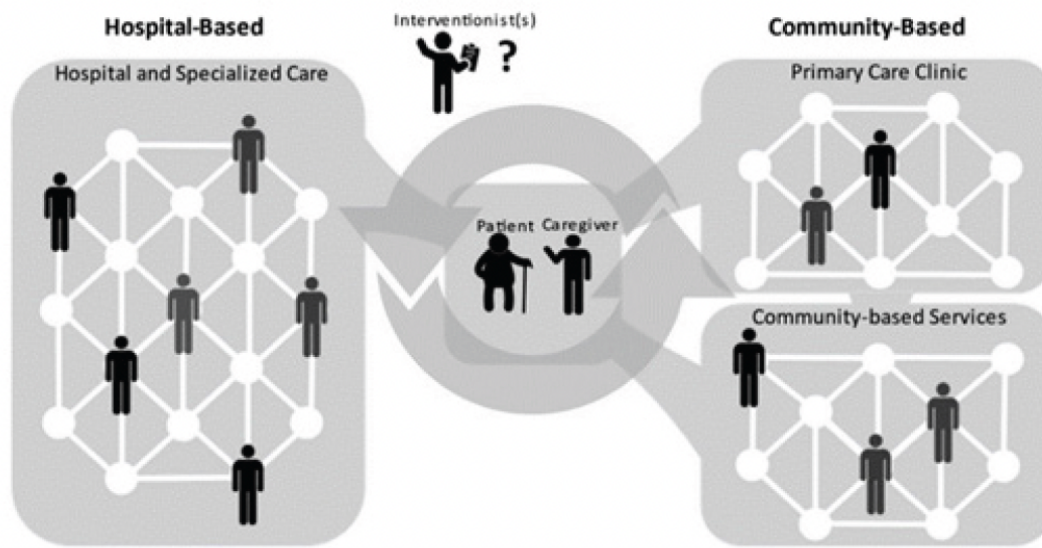 Hospital-Based
Hospital and Specialized Care
Interventionist(s)
?
Patient Caregiver
Community-Based
Primary Care Clinic
Community-based Services